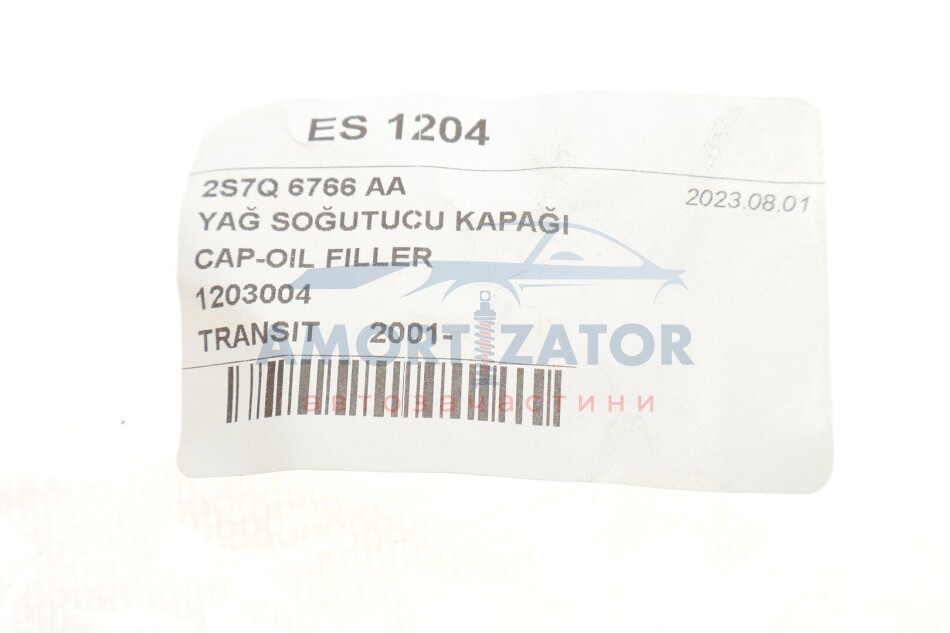 ES 1204
2S7Q 6766 AA
2023.08.01
YAĞ SOĞUTUCU KAPAĞI
CAP-OIL FILLER
1203004
TRANSIT 2001-
AMORTIZATOR
автозапчастини